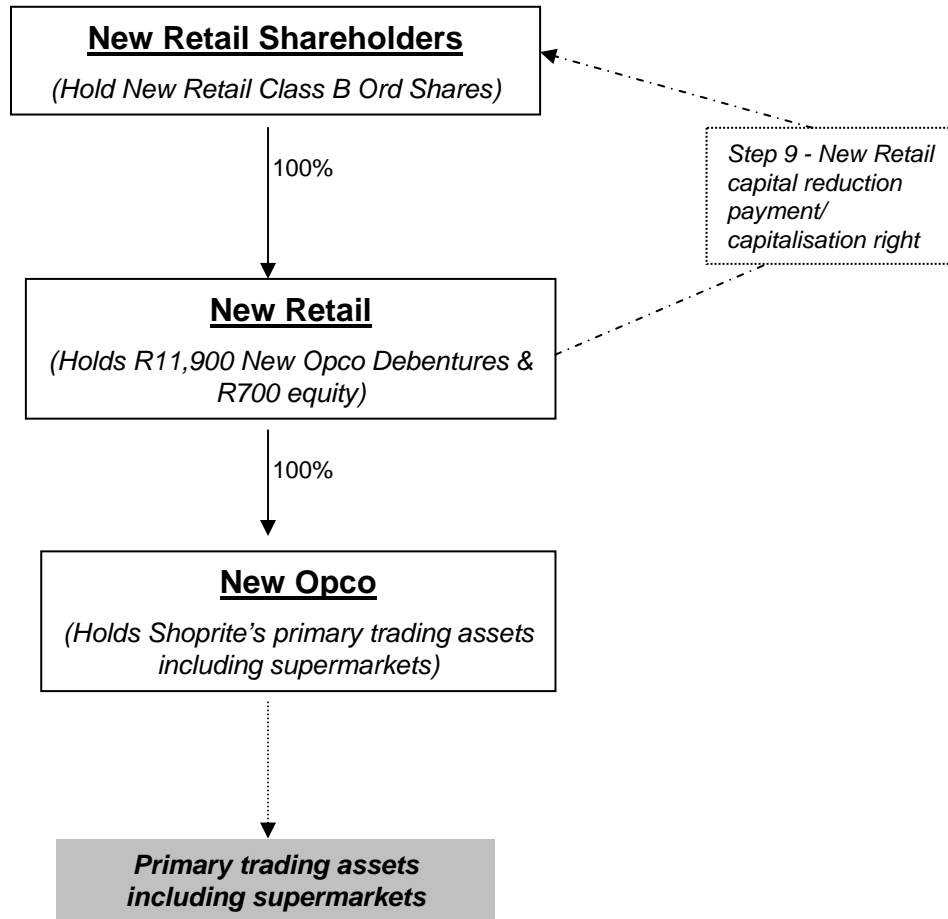 New Retail Shareholders
(Hold New Retail Class B Ord Shares)
100%
Step 9 - New Retail
capital reduction
payment/
capitalisation right
New Retail
(Holds R11,900 New Opco Debentures &
R700 equity)
100%
New Opco
(Holds Shoprite's primary trading assets
including supermarkets)
Primary trading assets
including supermarkets